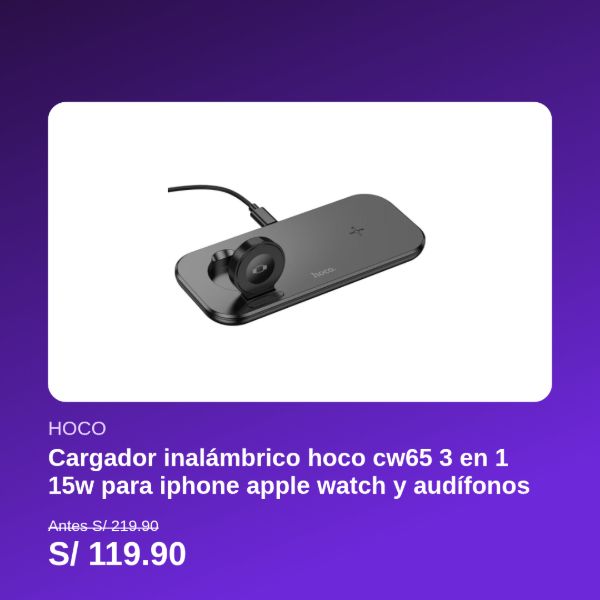 hoco.
HOCO
Cargador inalámbrico hoco cw65 3 en 1
15w para iphone apple watch y audífonos
Antes S/ 219.90
S/ 119.90